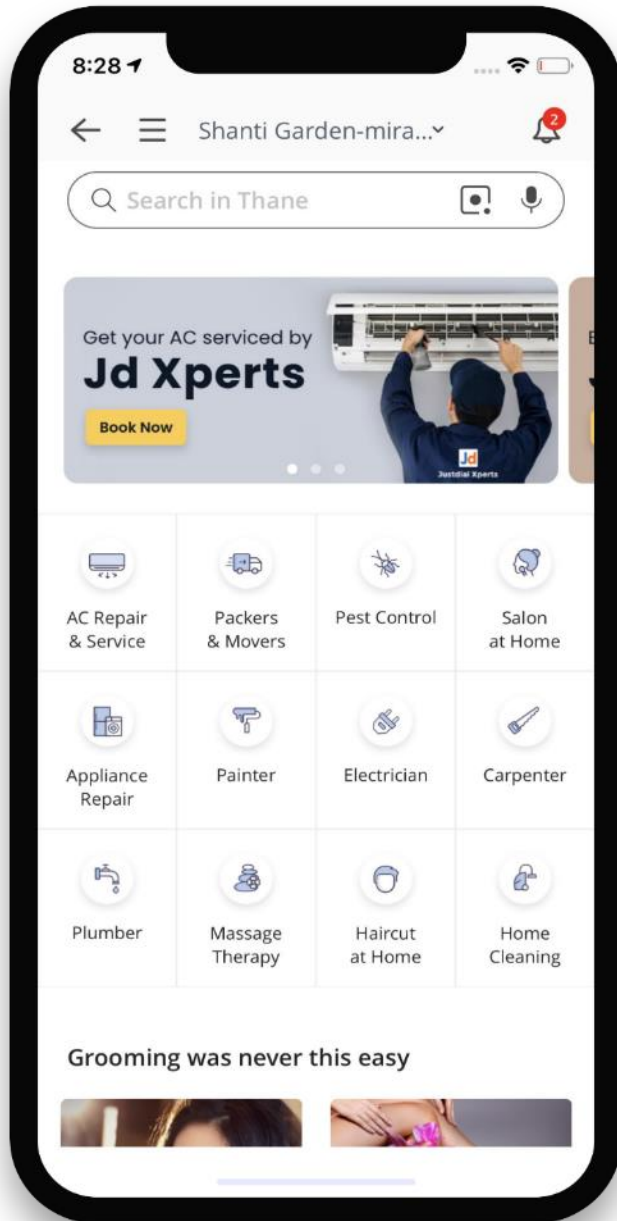 8:28
Shanti Garden-mira...
2
Search in Thane
Get your AC serviced by
Jd Xperts
Book Now
Jd
Justdial Xperts
AC Repair
& Service
Packers
& Movers
Pest Control
Salon
at Home
Appliance
Repair
Painter
Electrician
Carpenter
Plumber
Massage
Therapy
Haircut
at Home
Home
Cleaning
Grooming was never this easy